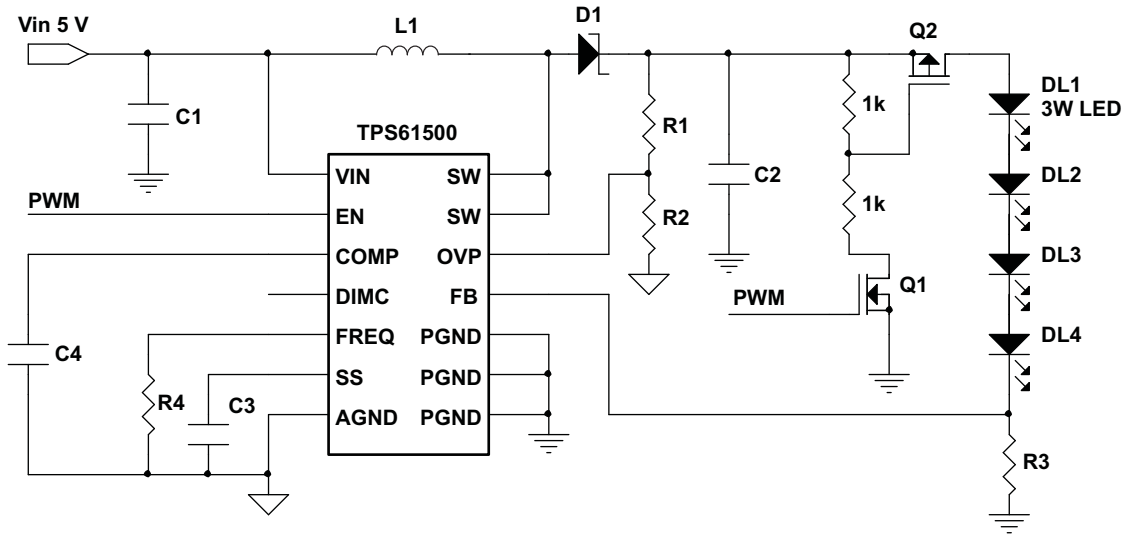 Vin 5 V
L1
D1
Q2
C1
R1
1k
DL1
3W LED
TPS61500
C2
PWM
VIN
SW
DL2
EN
SW
R2
1k
COMP
OVP
DL3
DIMC
FB
PWM
Q1
C4
FREQ
PGND
DL4
R4
C3
SS
PGND
AGND
PGND
R3